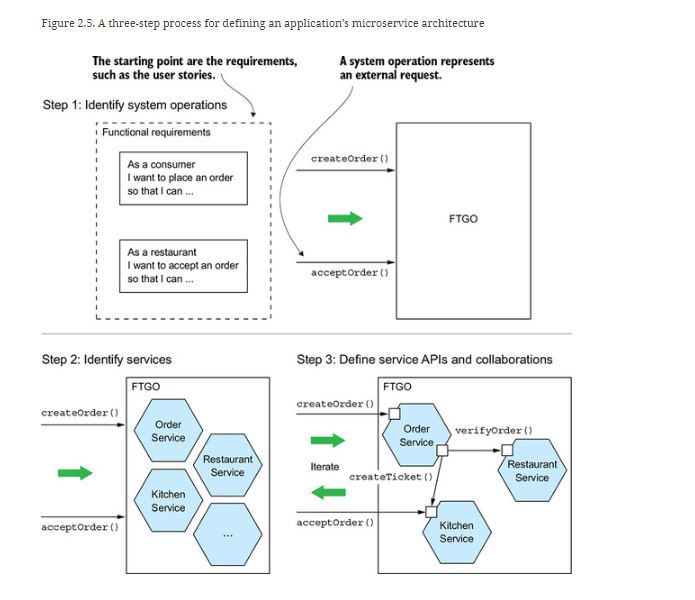 Figure 2.5. A three-step process for defining an application's microservice architecture
The starting point are the requirements,
such as the user stories.
A system operation represents
an external request.
Step 1: Identify system operations
Functional requirements
As a consumer
I want to place an order
so that I can ...
As a restaurant
I want to accept an order
so that I can ...
createOrder()
acceptOrder()
FTGO
Step 2: Identify services
createOrder()
acceptOrder()
FTGO
Order
Service
Restaurant
Service
Kitchen
Service
...
Step 3: Define service APIs and collaborations
createOrder()
Iterate
acceptOrder()
FTGO
Order
Service
verifyOrder()
Restaurant
Service
createTicket()
Kitchen
Service